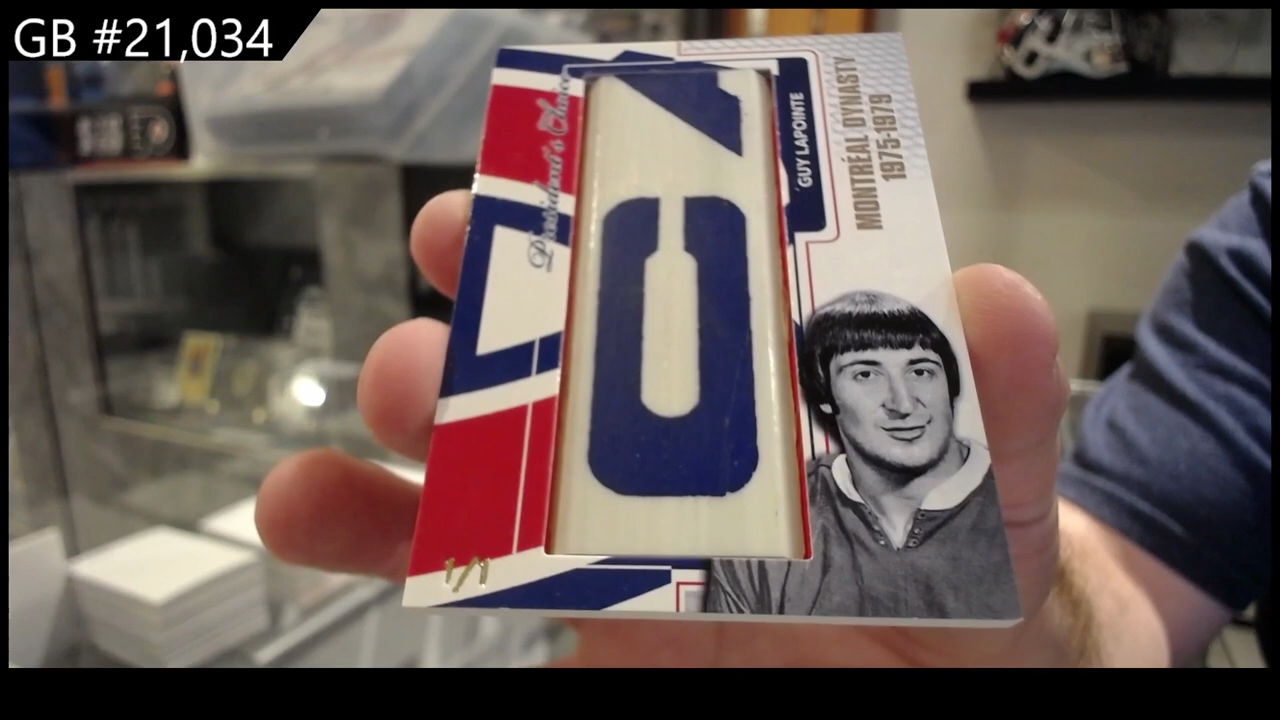 GB #21,034
President's Choice
GUY LAPOINTE
MONTRÉAL DYNASTY
1975-1979
1/1